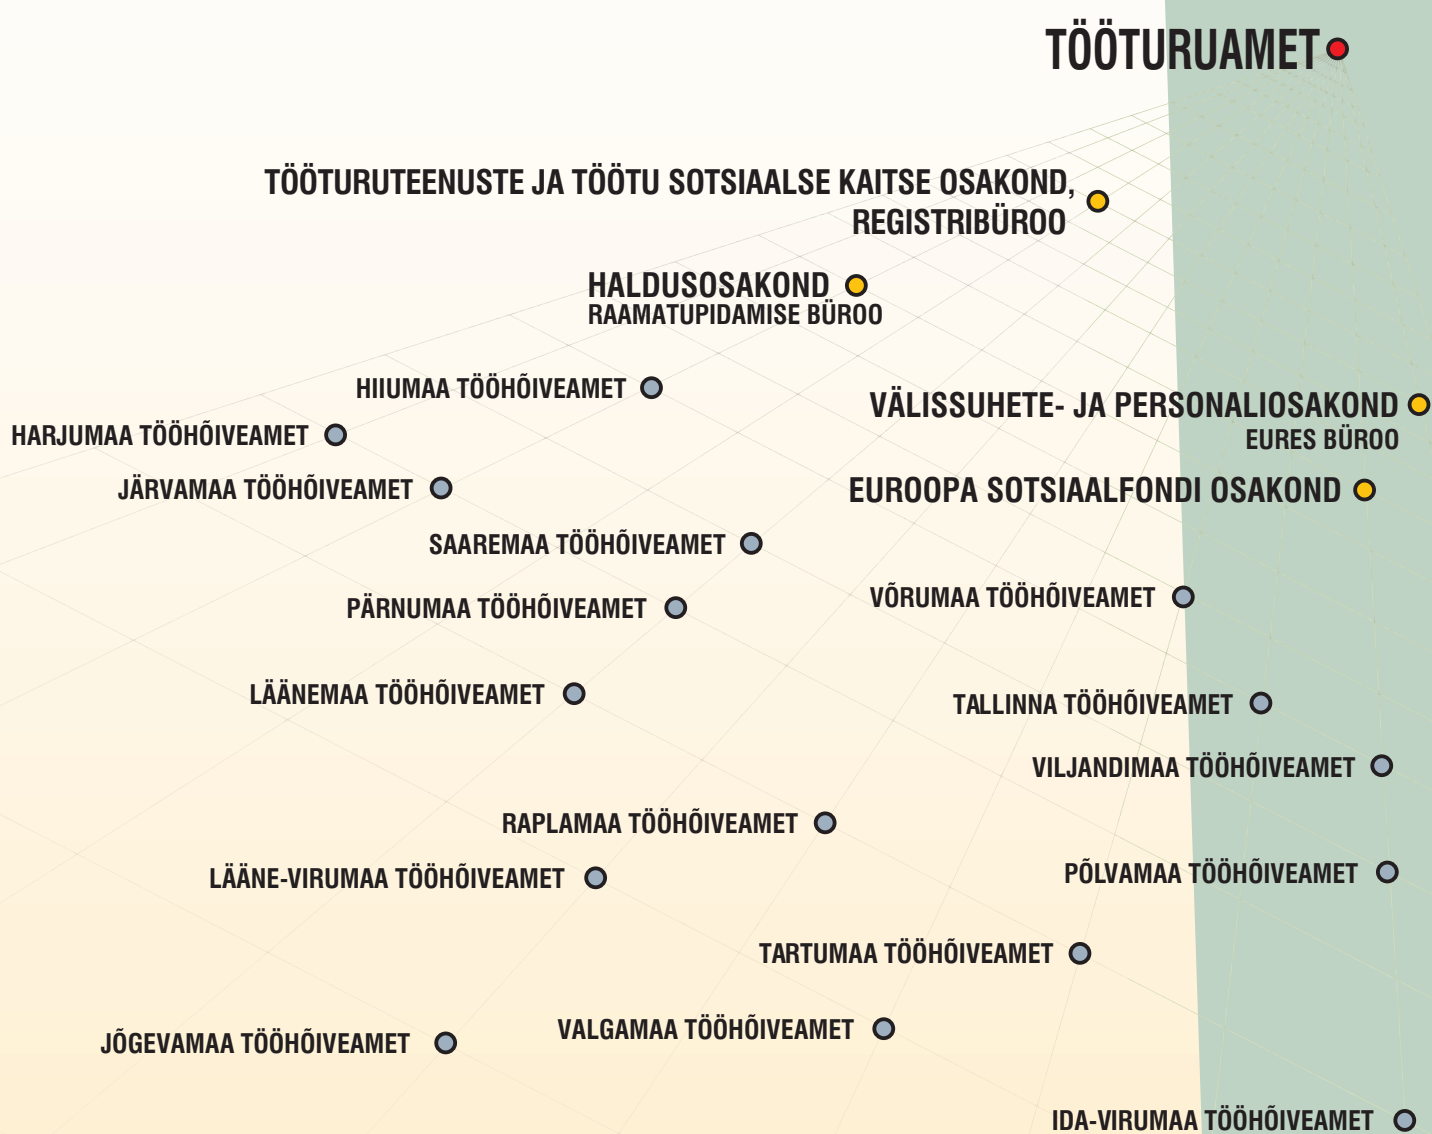 TÖÖTURUAMET
TÖÖTURUTEENUSTE JA TÖÖTU SOTSIAALSE KAITSE OSAKOND,
REGISTRIBÜROO
HALDUSOSAKOND
RAAMATUPIDAMISE BÜROO
HIIUMAA TÖÖHÕIVEAMET
VÄLISSUHETE- JA PERSONALIOSAKOND
EURES BÜROO
HARJUMAA TÖÖHÕIVEAMET
JÄRVAMAA TÖÖHÕIVEAMET
EUROOPA SOTSIAALFONDI OSAKOND
SAAREMAA TÖÖHÕIVEAMET
PÄRNUMAA TÖÖHÕIVEAMET
VÕRUMAA TÖÖHÕIVEAMET
LÄÄNEMAA TÖÖHÕIVEAMET
TALLINNA TÖÖHÕIVEAMET
VILJANDIMAA TÖÖHÕIVEAMET
RAPLAMAA TÖÖHÕIVEAMET
LÄÄNE-VIRUMAA TÖÖHÕIVEAMET
PÕLVAMAA TÖÖHÕIVEAMET
TARTUMAA TÖÖHÕIVEAMET
VALGAMAA TÖÖHÕIVEAMET
JÕGEVAMAA TÖÖHÕIVEAMET
IDA-VIRUMAA TÖÖHÕIVEAMET